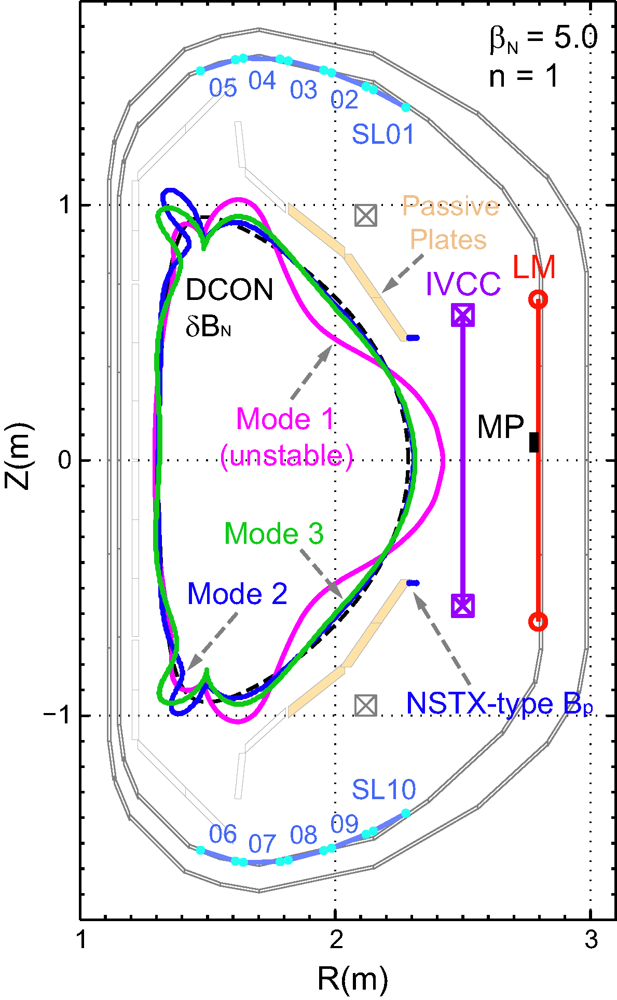 βN = 5.0
n = 1
05 04 03 02
SL01
Passive
Plates
IVCC
LM
DCON
δBN
MP
Mode 1
(unstable)
Mode 3
Mode 2
NSTX-type Bp
SL10
06 07 08 09
1
0
−1
Z(m)
1 2 3
R(m)